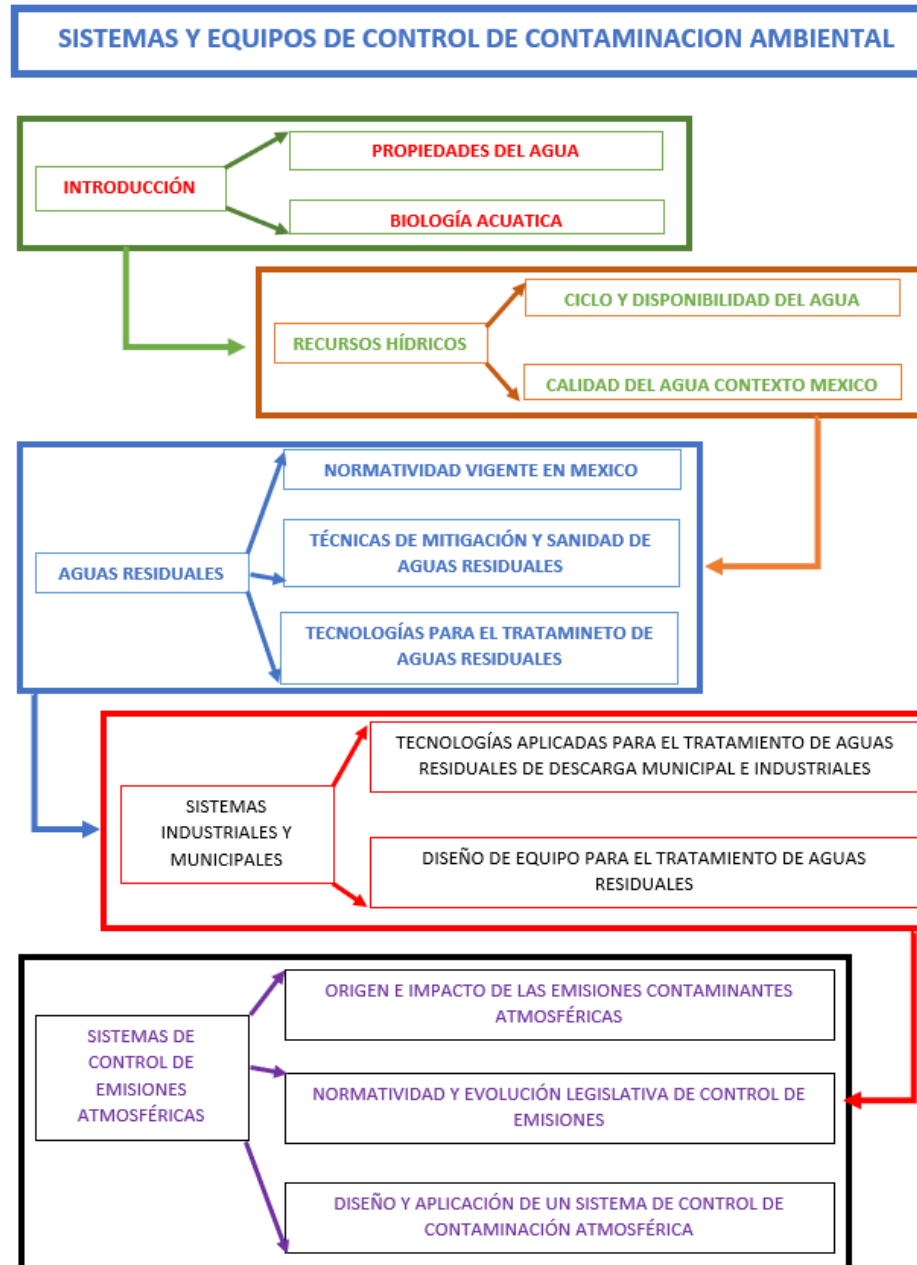 SISTEMAS Y EQUIPOS DE CONTROL DE CONTAMINACION AMBIENTAL
INTRODUCCIÓN
PROPIEDADES DEL AGUA
BIOLOGÍA ACUATICA
RECURSOS HÍDRICOS
CICLO Y DISPONIBILIDAD DEL AGUA
CALIDAD DEL AGUA CONTEXTO MEXICO
AGUAS RESIDUALES
NORMATIVIDAD VIGENTE EN MEXICO
TÉCNICAS DE MITIGACIÓN Y SANIDAD DE
AGUAS RESIDUALES
TECNOLOGÍAS PARA EL TRATAMINETO DE
AGUAS RESIDUALES
SISTEMAS
INDUSTRIALES Y
MUNICIPALES
TECNOLOGÍAS APLICADAS PARA EL TRATAMIENTO DE AGUAS
RESIDUALES DE DESCARGA MUNICIPAL E INDUSTRIALES
DISEÑO DE EQUIPO PARA EL TRATAMIENTO DE AGUAS
RESIDUALES
SISTEMAS DE
CONTROL DE
EMISIONES
ATMOSFÉRICAS
ORIGEN E IMPACTO DE LAS EMISIONES CONTAMINANTES
ATMOSFÉRICAS
NORMATIVIDAD Y EVOLUCIÓN LEGISLATIVA DE CONTROL DE
EMISIONES
DISEÑO Y APLICACIÓN DE UN SISTEMA DE CONTROL DE
CONTAMINACIÓN ATMOSFÉRICA